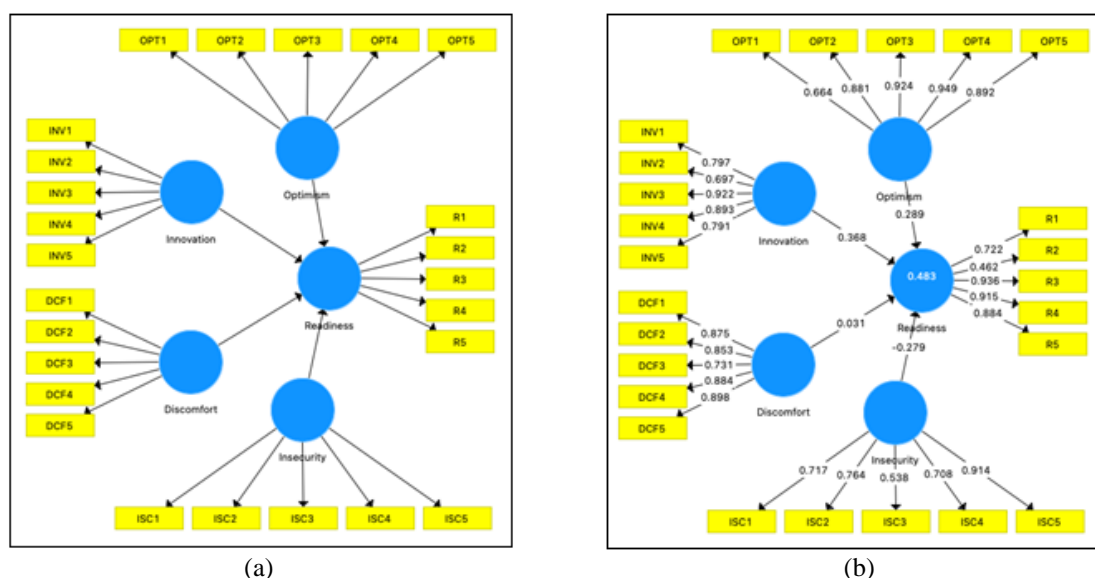 OPT1 OPT2 OPT3 OPT4 OPT5
INV1
INV2
INV3
INV4
INV5
Optimism
Innovation
R1
R2
R3
R4
R5
Readiness
DCF1
DCF2
DCF3
DCF4
DCF5
Discomfort
Insecurity
ISC1 ISC2 ISC3 ISC4 ISC5
(a)
OPT1 OPT2 OPT3 OPT4 OPT5
0.664 0.881 0.924 0.949 0.892
INV1
INV2
INV3
INV4
INV5
0.797
0.697
0.922
0.893
0.791
Optimism
Innovation
0.289
0.368
R1
R2
R3
R4
R5
0.722
0.462
0.936
0.915
0.884
0.483
Readiness
DCF1
DCF2
DCF3
DCF4
DCF5
0.875
0.853
0.731
0.884
0.898
0.031
-0.279
Discomfort
Insecurity
0.717 0.764 0.538 0.708 0.914
ISC1 ISC2 ISC3 ISC4 ISC5
(b)